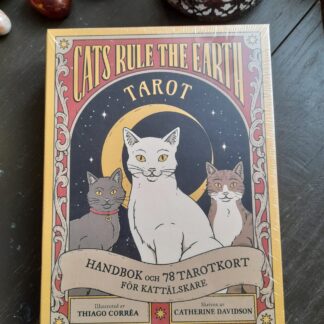 CATS RULE THE EARTH
TAROT
HANDBOK OCH 78 TAROTKORT
FÖR KATTÄLSKARE
Illustrerad av
THIAGO CORRÊA
Skriven av
CATHERINE DAVIDSON